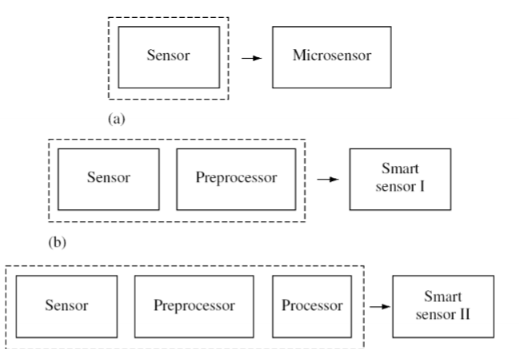 Sensor
Microsensor
(a)
Sensor
Preprocessor
Smart
sensor I
(b)
Sensor
Preprocessor
Processor
Smart
sensor II